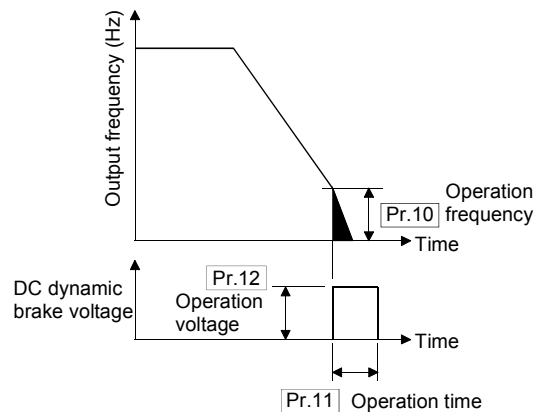 Output frequency (Hz)
Operation
Pr.10 frequency
Time
Pr.12
DC dynamic
brake voltage
Operation
voltage
Time
Pr.11 Operation time